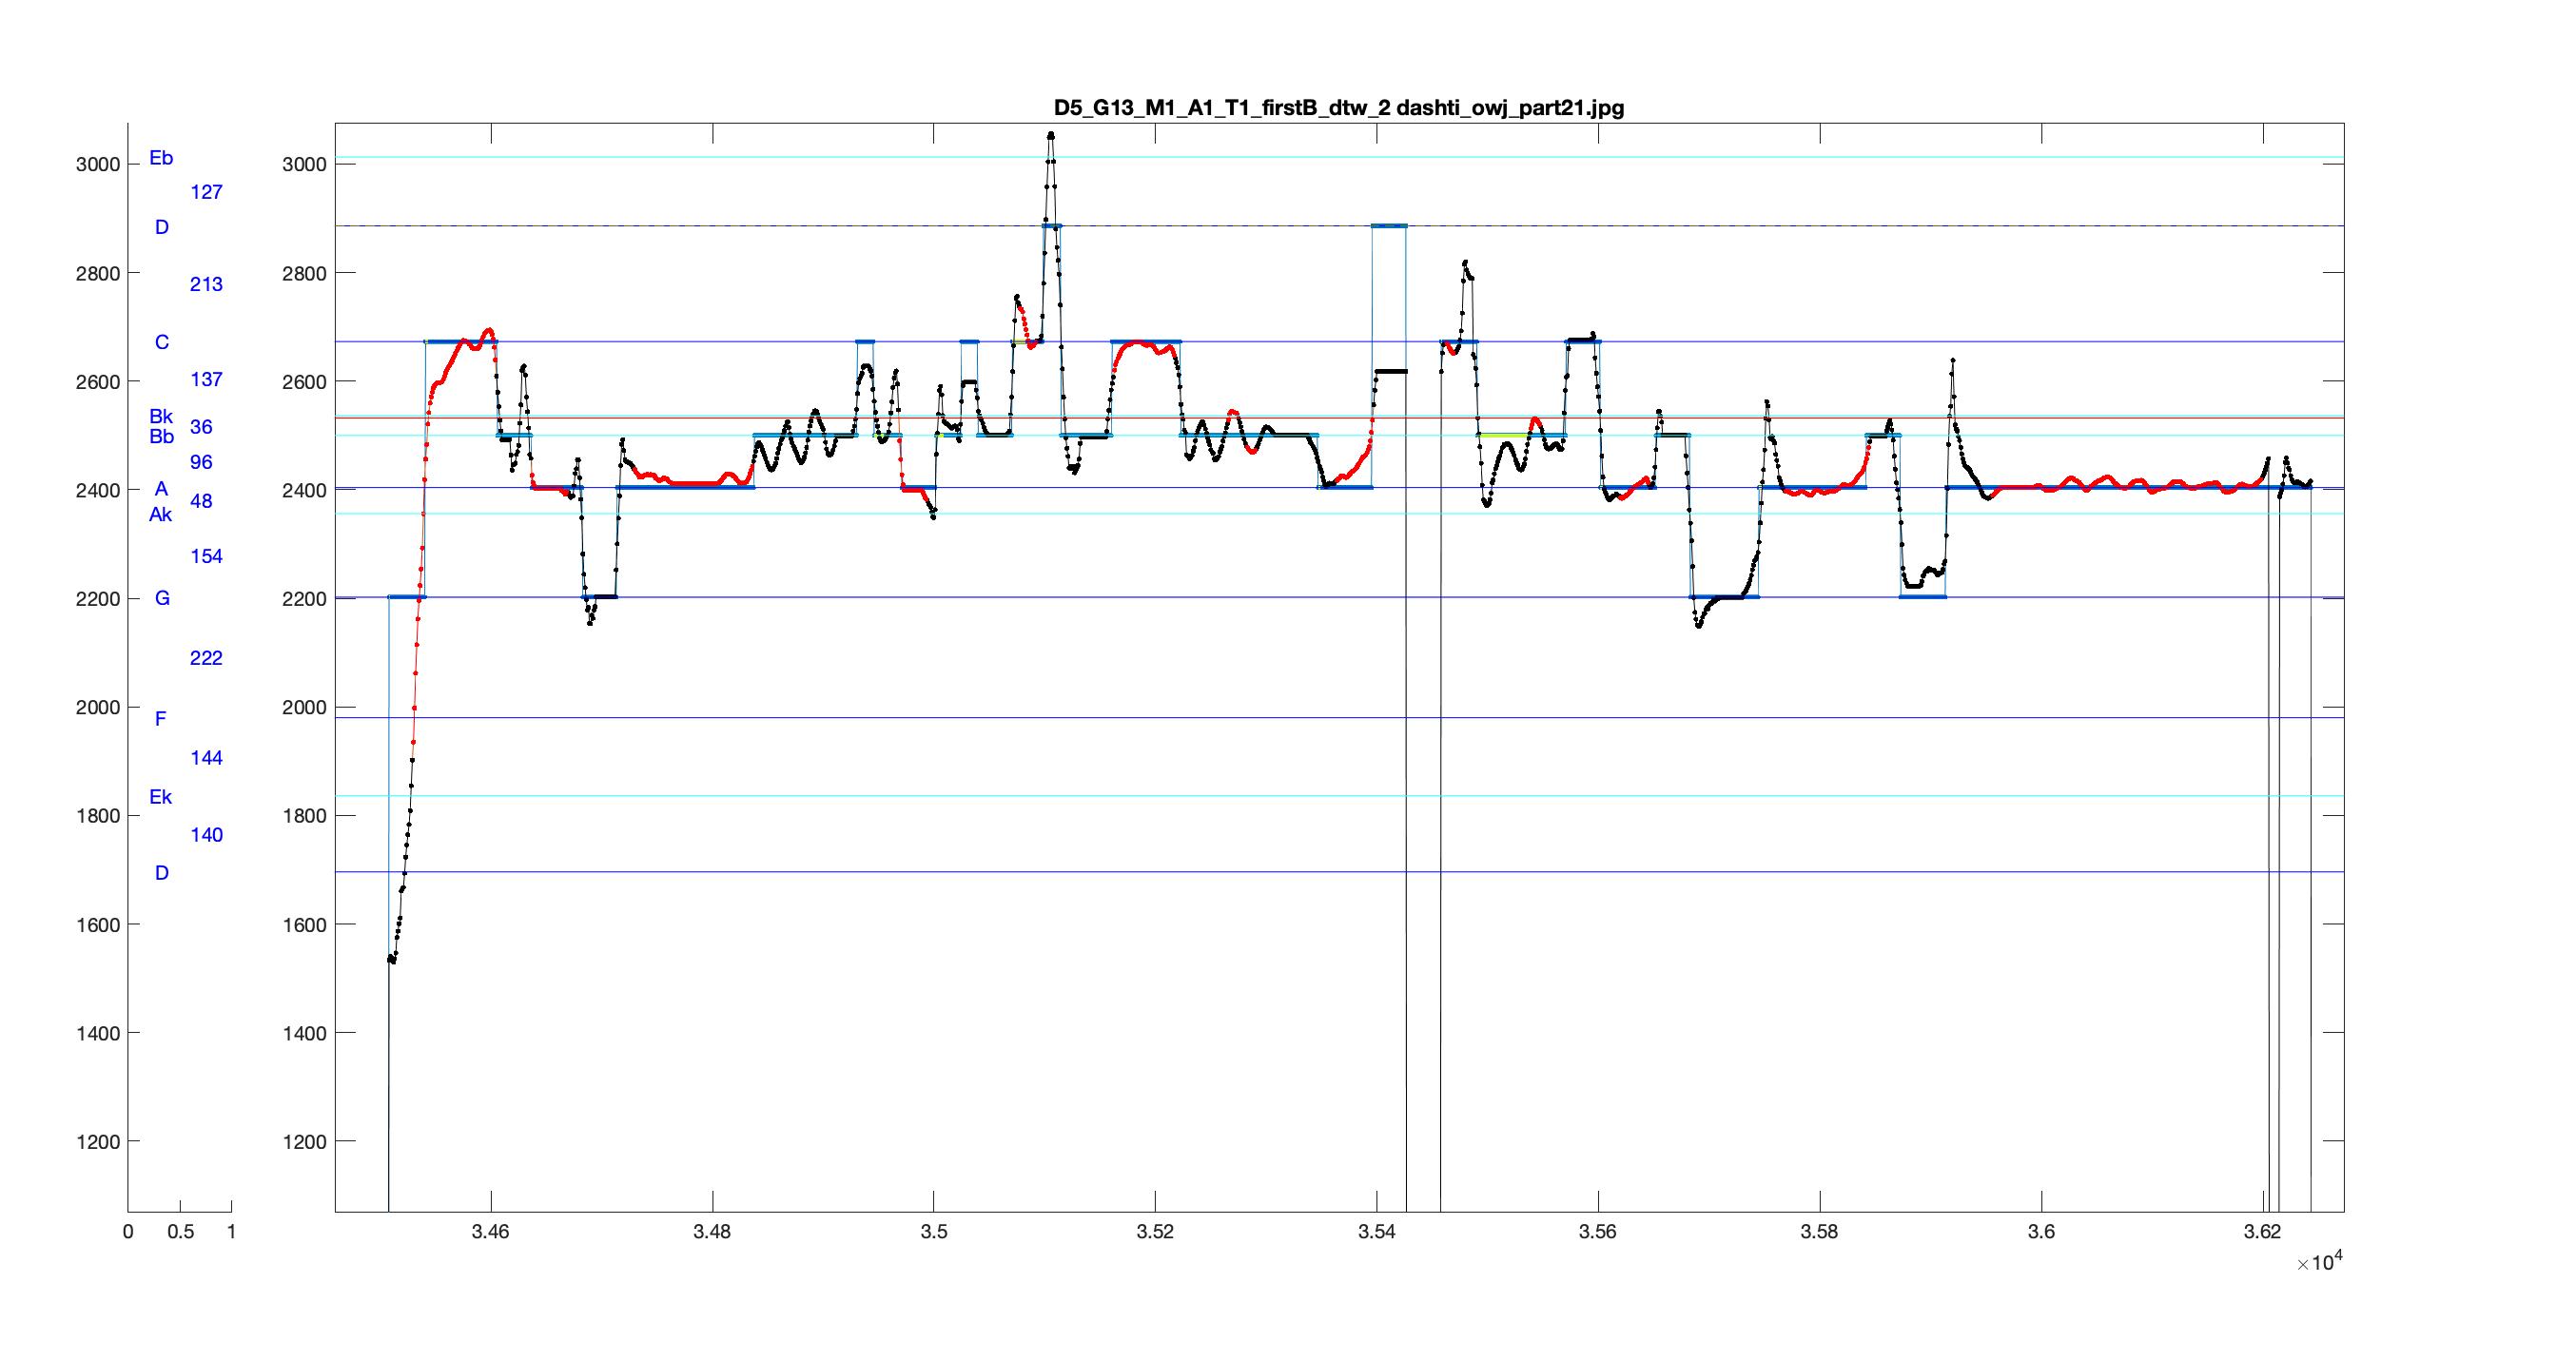 D5_G13_M1_A1_T1_firstB_dtw_2 dashti_owj_part21.jpg
3000 Eb 3000
127
D
2800 213 2800
C
2600 137 2600
Bk
36
Bb
96
2400 A 2400
48
Ak
154
2200 G 2200
222
2000 F 2000
144
1800 Ek 1800
140
D
1600 1600
1400 1400
1200 1200
0 0.5 1 3.46 3.48 3.5 3.52 3.54 3.56 3.58 3.6 3.62
×10⁴